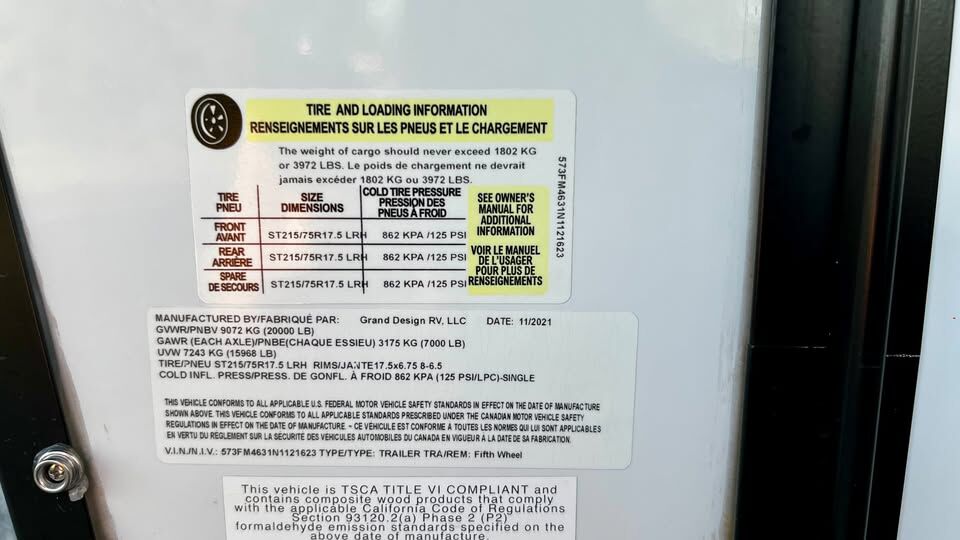 TIRE AND LOADING INFORMATION
RENSEIGNEMENTS SUR LES PNEUS ET LE CHARGEMENT
The weight of cargo should never exceed 1802 KG
or 3972 LBS. Le poids de chargement ne devrait
jamais excéder 1802 KG ou 3972 LBS.
TIRE PNEU SIZE DIMENSIONS COLD TIRE PRESSURE PRESSION DES PNEUS À FROID
FRONT AVANT ST215/75R17.5 LRH 862 KPA /125 PSI
REAR ARRIÈRE ST215/75R17.5 LRH 862 KPA /125 PSI
SPARE DE SECOURS ST215/75R17.5 LRH 862 KPA /125 PSI
SEE OWNER'S
MANUAL FOR
ADDITIONAL
INFORMATION
VOIR LE MANUEL
DE L'USAGER
POUR PLUS DE
RENSEIGNEMENTS
573FM4631N1121623
MANUFACTURED BY/FABRIQUÉ PAR: Grand Design RV, LLC DATE: 11/2021
GVWR/PNBV 9072 KG (20000 LB)
GAWR (EACH AXLE)/PNBE(CHAQUE ESSIEU) 3175 KG (7000 LB)
UVW 7243 KG (15968 LB)
TIRE/PNEU ST215/75R17.5 LRH RIMS/JANTE17.5x6.75 8-6.5
COLD INFL. PRESS/PRESS. DE GONFL. À FROID 862 KPA (125 PSI/LPC)-SINGLE
THIS VEHICLE CONFORMS TO ALL APPLICABLE U.S. FEDERAL MOTOR VEHICLE SAFETY STANDARDS IN EFFECT ON THE DATE OF MANUFACTURE
SHOWN ABOVE. THIS VEHICLE CONFORMS TO ALL APPLICABLE STANDARDS PRESCRIBED UNDER THE CANADIAN MOTOR VEHICLE SAFETY
REGULATIONS IN EFFECT ON THE DATE OF MANUFACTURE. - CE VÉHICULE EST CONFORME A TOUTES LES NORMES QUI LUI SONT APPLICABLES
EN VERTU DU RÈGLEMENT SUR LA SÉCURITÉ DES VEHICULES AUTOMOBILES DU CANADA EN VIGUEUR A LA DATE DE SA FABRICATION.
V.I.N./N.I.V.: 573FM4631N1121623 TYPE/TYPE: TRAILER TRA/REM: Fifth Wheel
This vehicle is TSCA TITLE VI COMPLIANT and
contains composite wood products that comply
with the applicable California Code of Regulations
Section 93120.2(a) Phase 2 (P2)
formaldehyde emission standards specified on the
above date of manufacture.